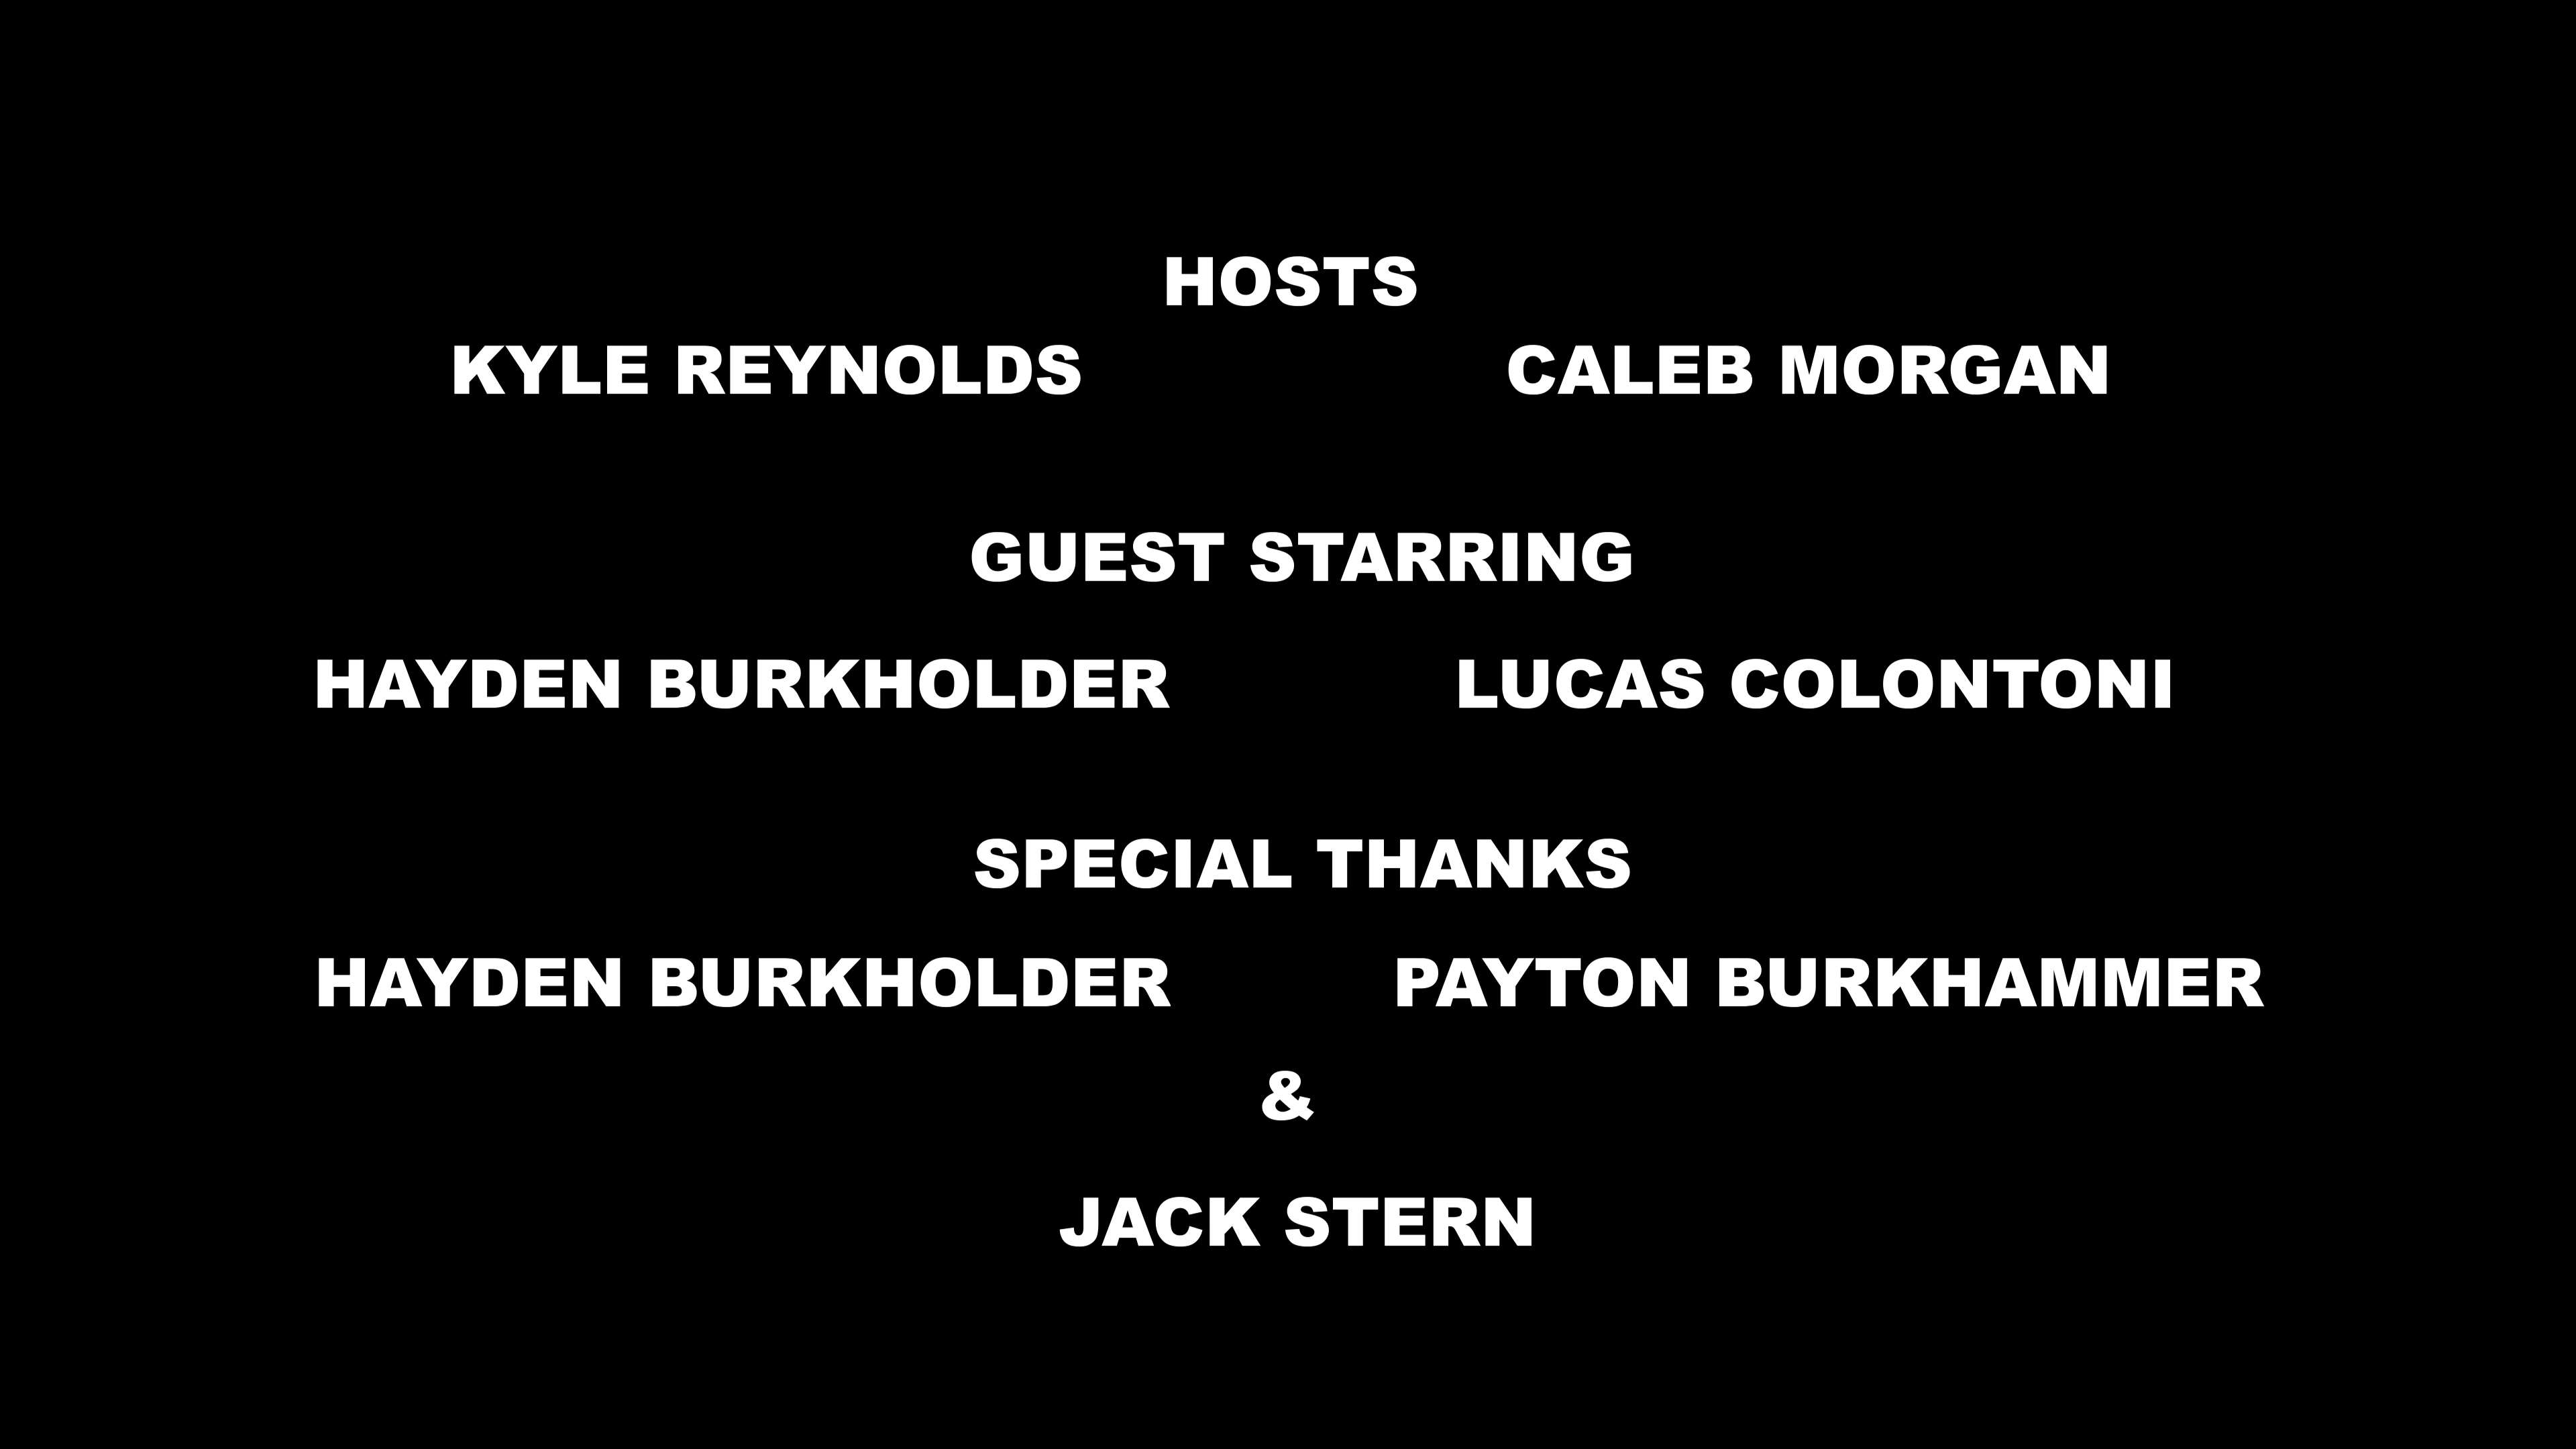 HOSTS
KYLE REYNOLDS CALEB MORGAN
GUEST STARRING
HAYDEN BURKHOLDER LUCAS COLONTONI
SPECIAL THANKS
HAYDEN BURKHOLDER PAYTON BURKHAMMER
&
JACK STERN